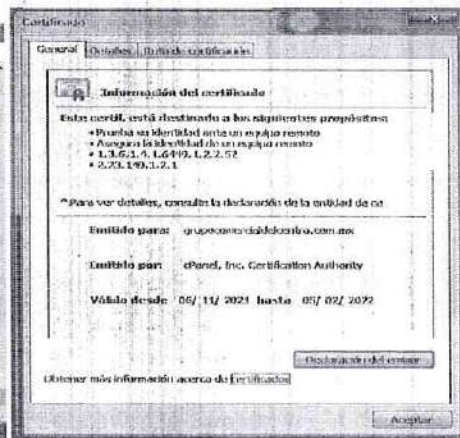 Certificado
General Detalles Ruta de certificación
Información del certificado
Este certif. está destinado a los siguientes propósitos:
•Prueba su identidad ante un equipo remoto
•Asegura la identidad de un equipo remoto
• 1.3.6.1.4.1.6449.1.2.2.52
• 2.23.140.1.2.1
*Para ver detalles, consulte la declaración de la entidad de ce
Emitido para: grupocomercialdelcentro.com.mx
Emitido por: cPanel, Inc. Certification Authority
Válido desde 06/ 11/ 2021 hasta 05/ 02/ 2022
Declaración del emisor
Obtener más información acerca de certificados
Aceptar